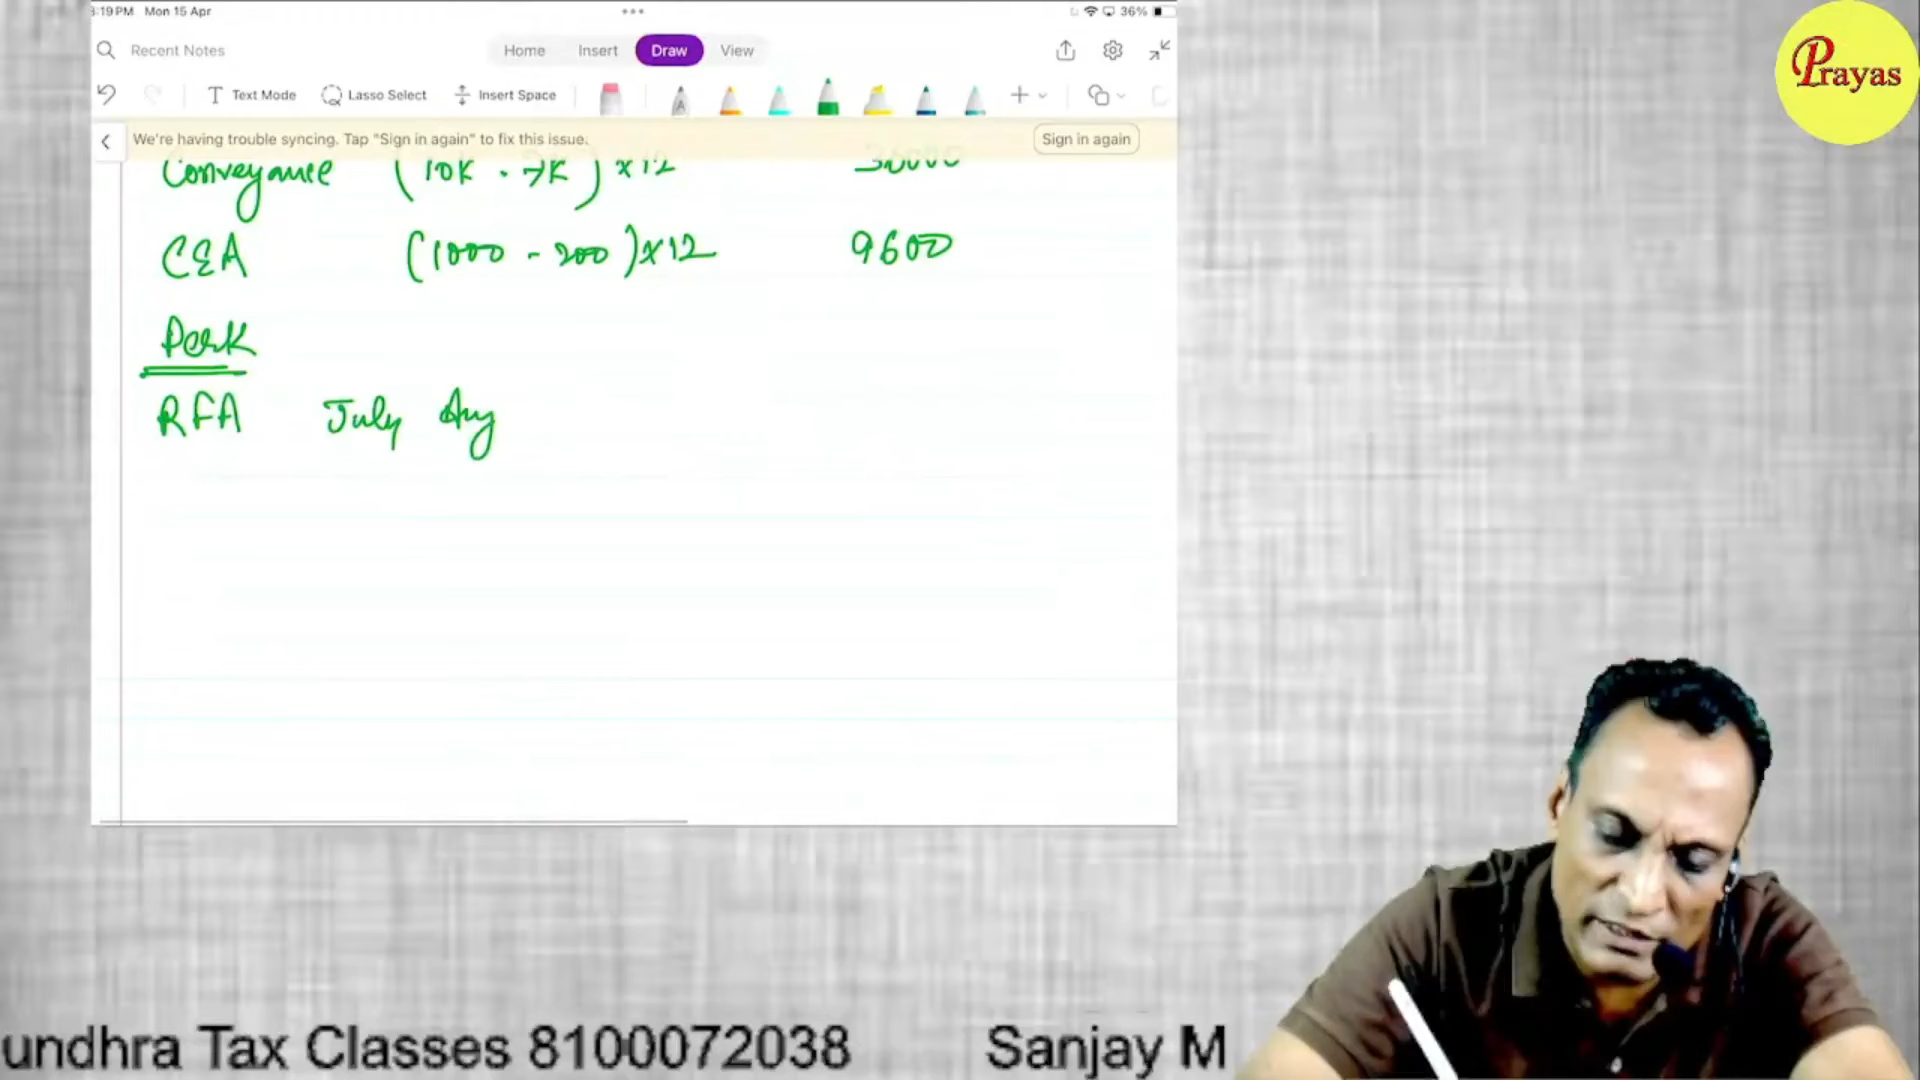 :19 PM Mon 15 Apr
36%
Prayas
Recent Notes
Home Insert Draw View
Text Mode Lasso Select Insert Space
We're having trouble syncing. Tap "Sign in again" to fix this issue. Sign in again
Conveyance (10K - 7K) ×12 36000
CEA (1000 - 200) ×12 9600
Perk
RFA July Aug
undhra Tax Classes 8100072038 Sanjay M